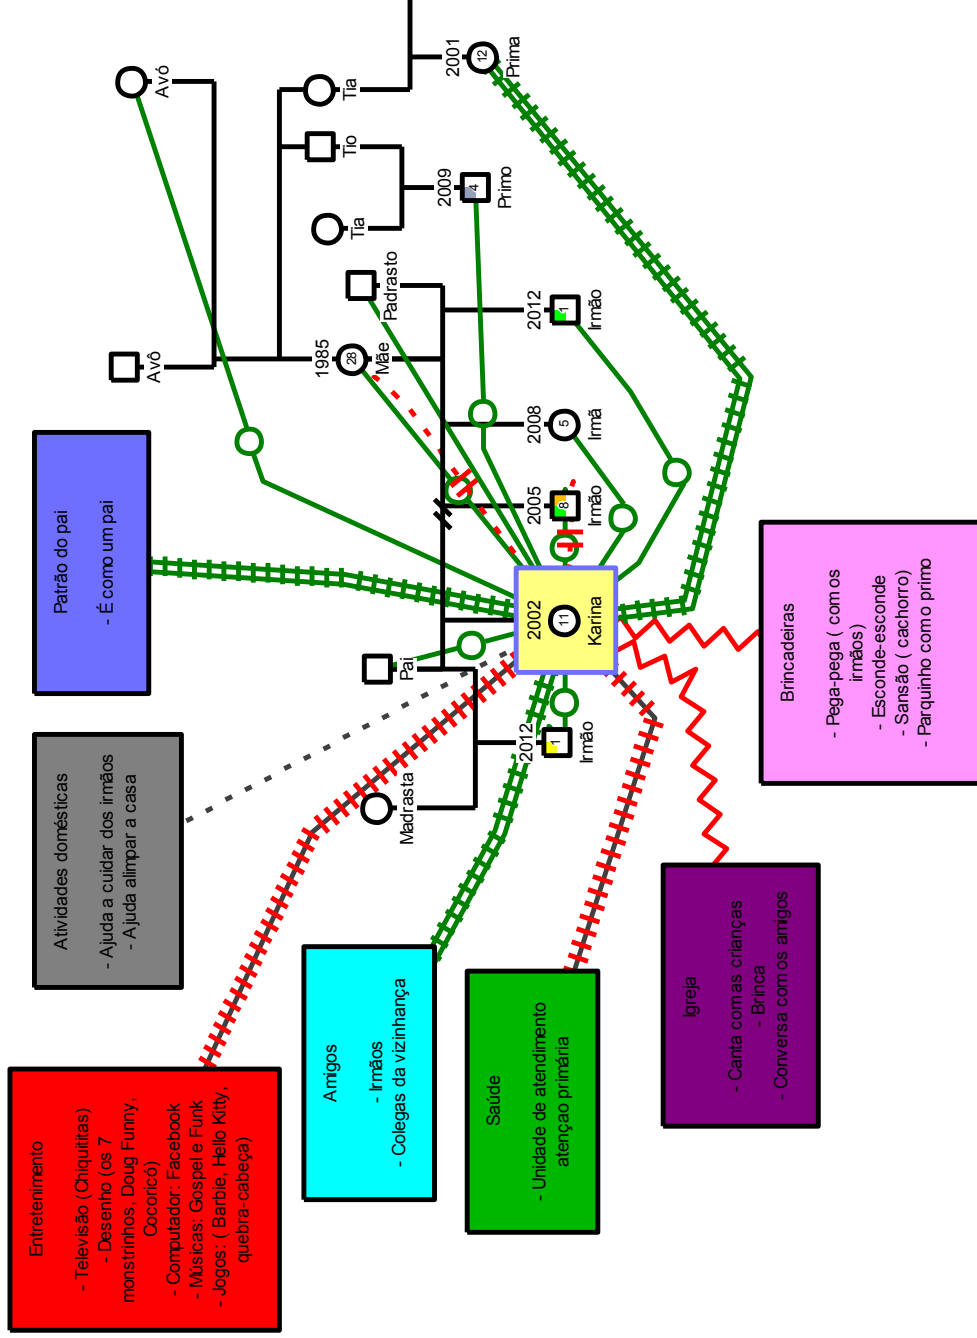 Entretenimento
- Televisão (Chiquititas)
- Desenho (os 7
monstrinhos, Doug Funny,
Cocoricó)
- Computador: Facebook
- Músicas: Gospel e Funk
- Jogos: ( Barbie, Hello Kitty,
quebra-cabeça)
Atividades domésticas
- Ajuda a cuidar dos irmãos
- Ajuda alimpar a casa
Patrão do pai
- É como um pai
Amigos
- Irmãos
- Colegas da vizinhança
Saúde
- Unidade de atendimento
atençao primária
Igreja
- Canta com as crianças
- Brinca
- Conversa com os amigos
Brincadeiras
- Pega-pega ( com os
irmãos)
- Esconde-esconde
- Sansão ( cachorro)
- Parquinho com o primo
Avô
Avó
1985
28
Mãe
Tia
Tio
Tia
2001
12
Prima
2009
4
Primo
Padrasto
Pai
Madrasta
2012
1
Irmão
2002
11
Karina
2005
8
Irmão
2008
5
Irmã
2012
1
Irmão